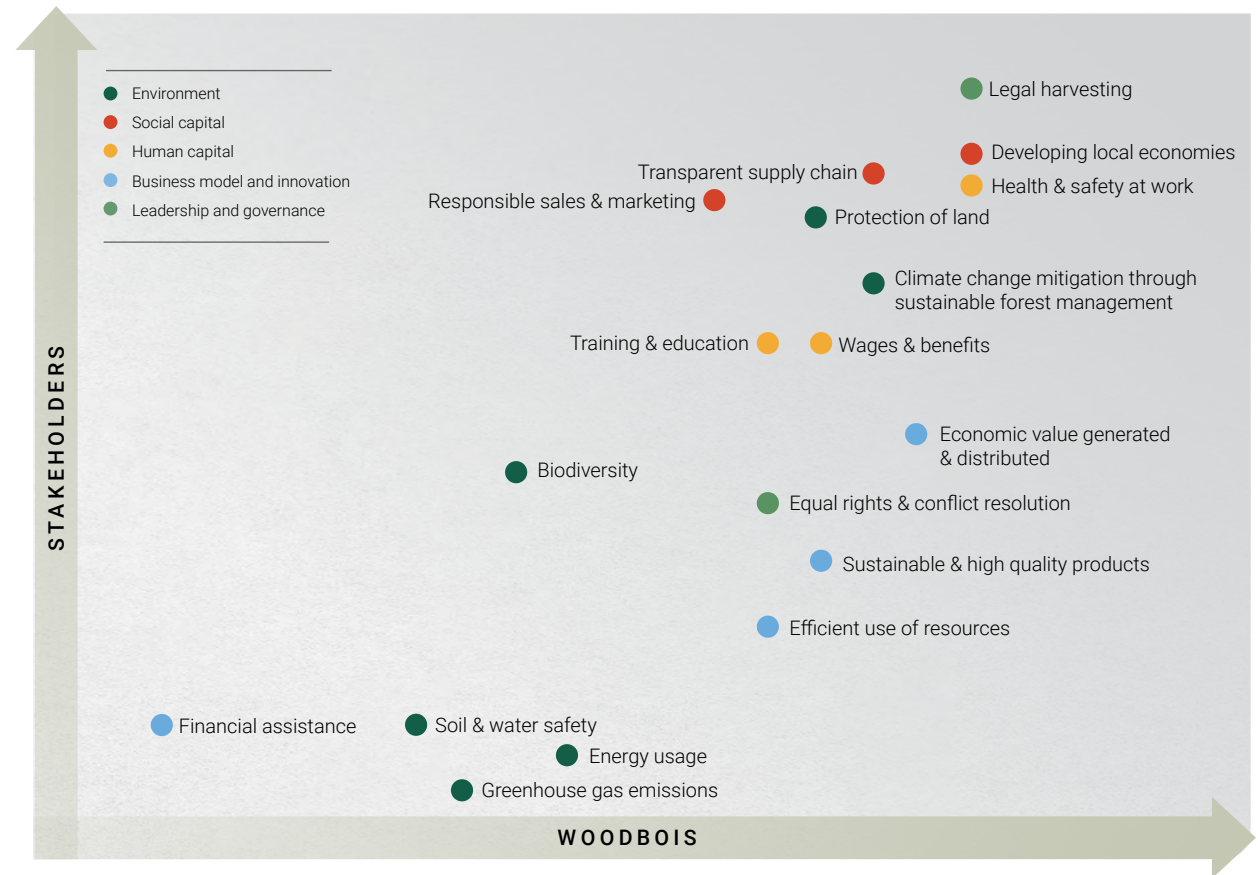 Environment
Social capital
Human capital
Business model and innovation
Leadership and governance
Legal harvesting
Developing local economies
Transparent supply chain
Health & safety at work
Responsible sales & marketing
Protection of land
Climate change mitigation through
sustainable forest management
Training & education
Wages & benefits
Economic value generated
& distributed
Biodiversity
Equal rights & conflict resolution
Sustainable & high quality products
Efficient use of resources
Financial assistance
Soil & water safety
Energy usage
Greenhouse gas emissions
STAKEHOLDERS
WOODBOIS